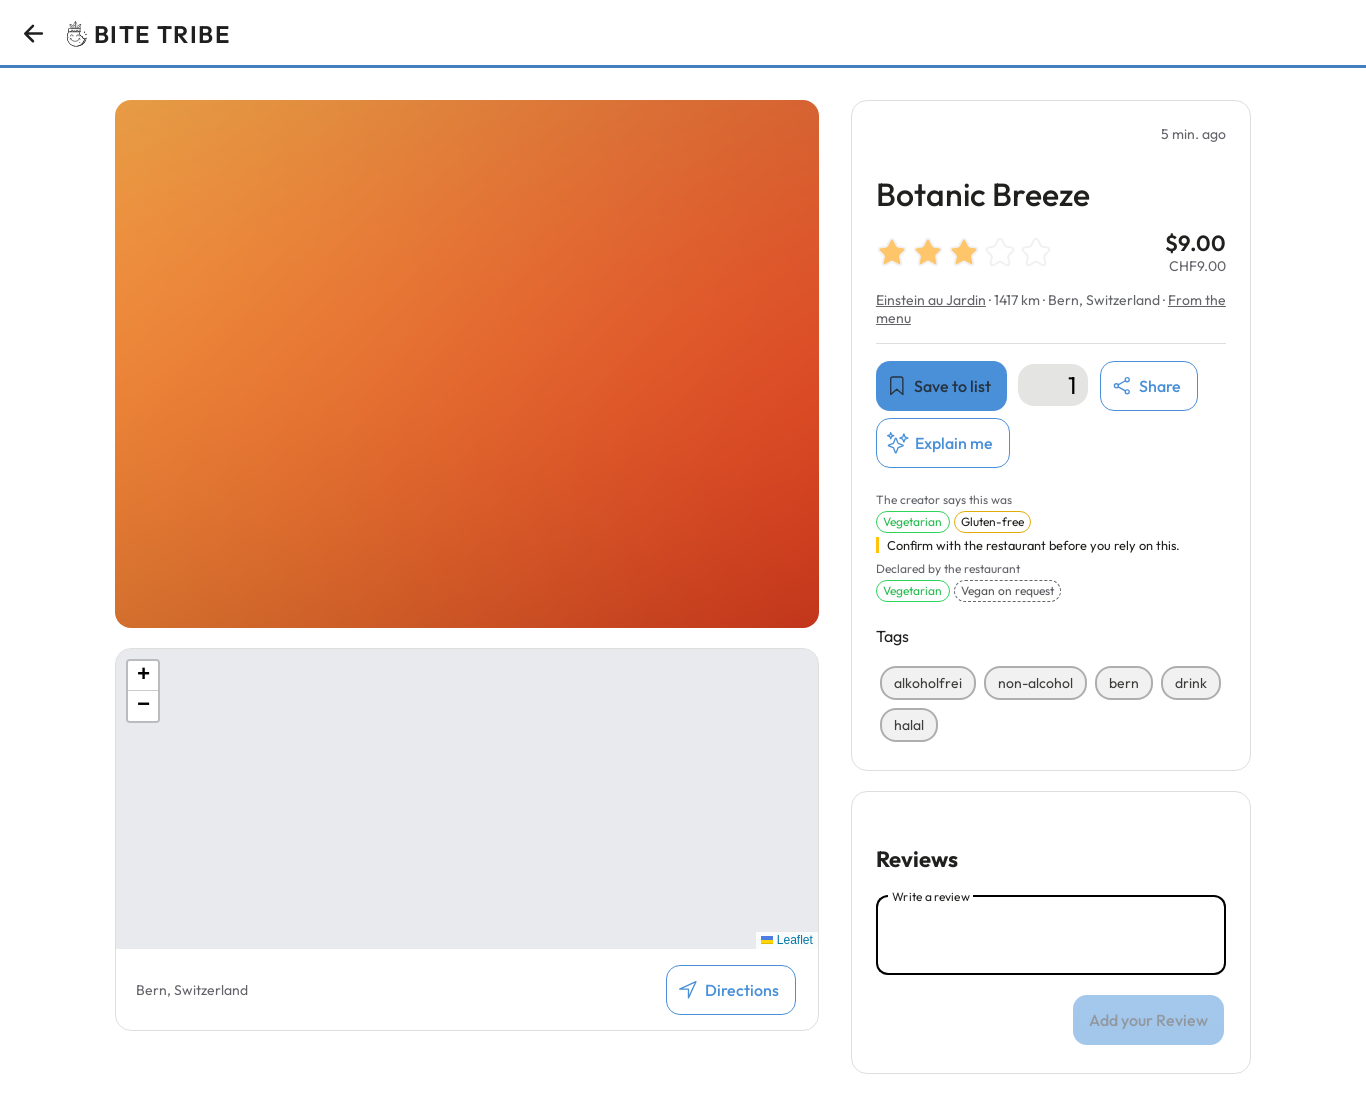 BITE TRIBE
5 min. ago
Botanic Breeze
$9.00
CHF9.00
Einstein au Jardin · 1417 km · Bern, Switzerland · From the
menu
Save to list
1
Share
Explain me
The creator says this was
Vegetarian
Gluten-free
Confirm with the restaurant before you rely on this.
Declared by the restaurant
Vegetarian
Vegan on request
Tags
alkoholfrei
non-alcohol
bern
drink
halal
+
−
Leaflet
Bern, Switzerland
Directions
Reviews
Write a review
Add your Review